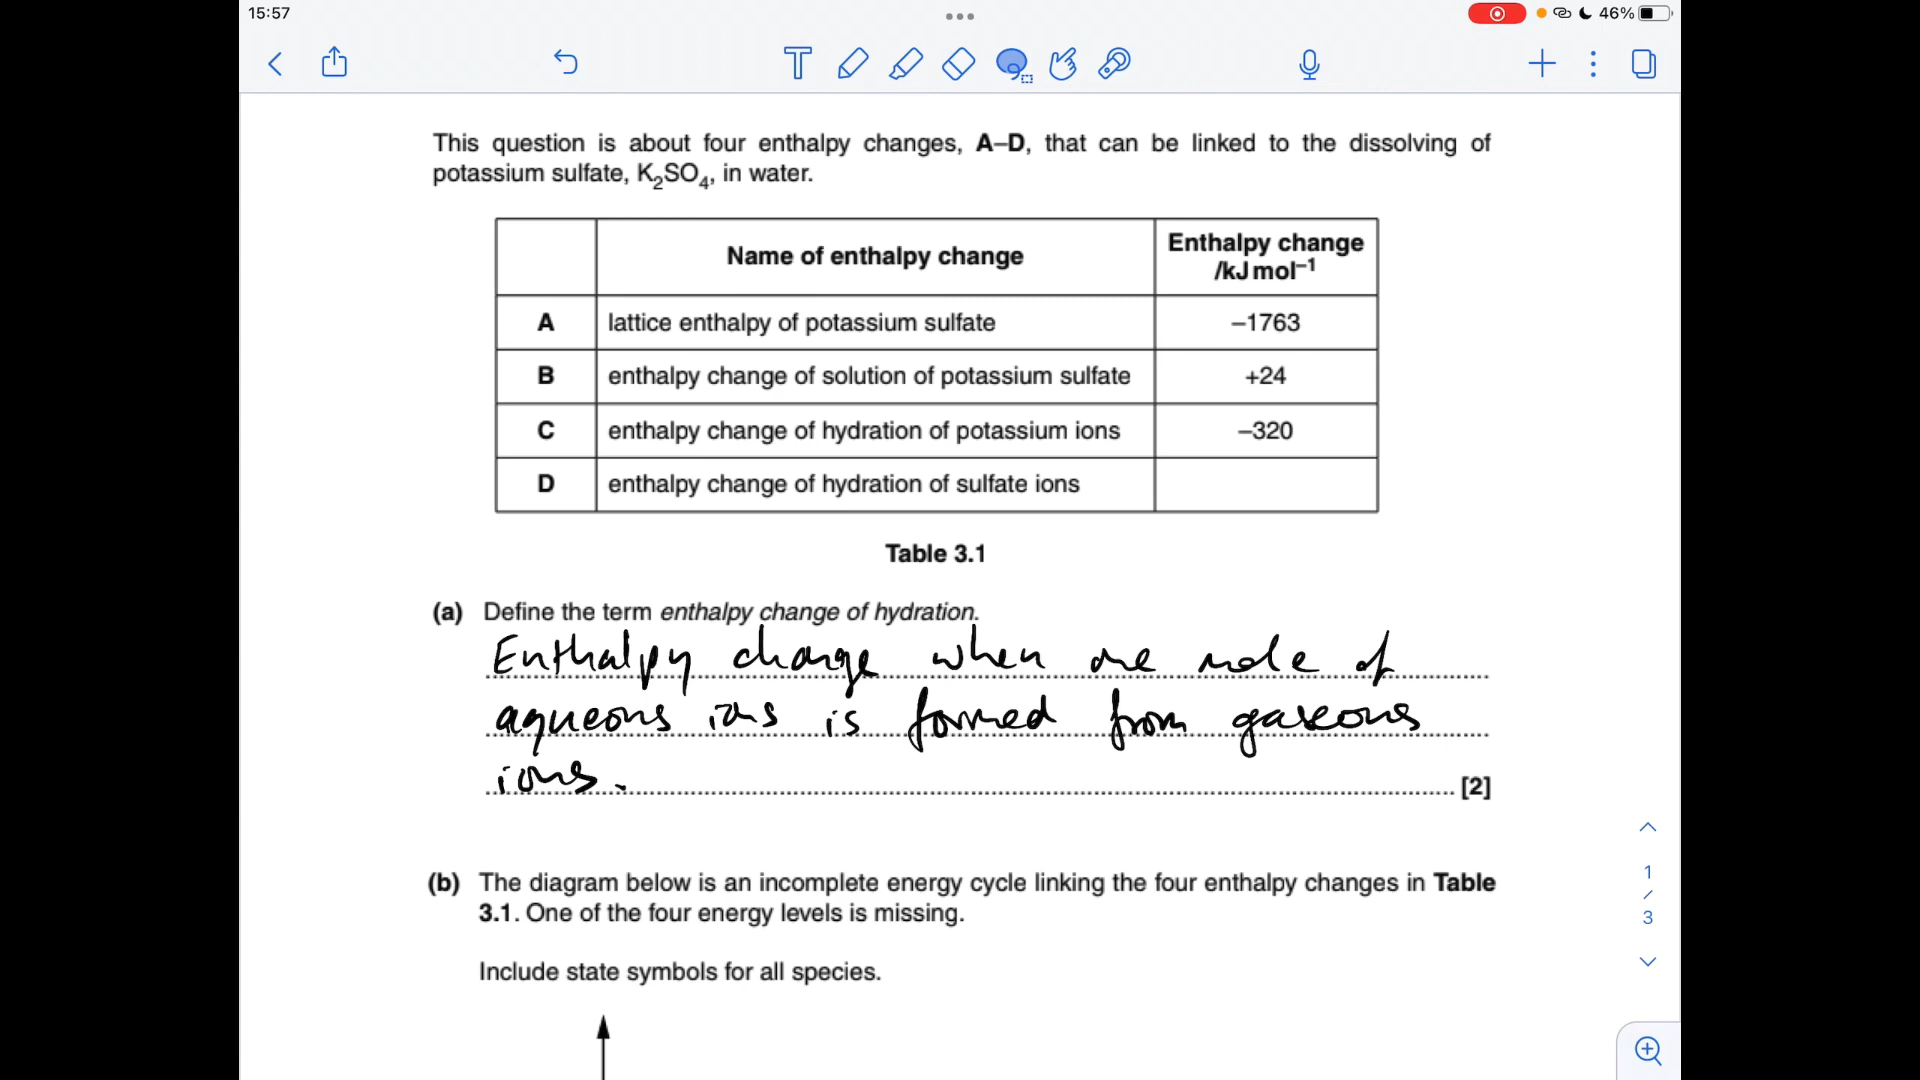 15:57
46%
This question is about four enthalpy changes, A–D, that can be linked to the dissolving of
potassium sulfate, K₂SO₄, in water.
Name of enthalpy change
Enthalpy change
/kJ mol⁻¹
A lattice enthalpy of potassium sulfate –1763
B enthalpy change of solution of potassium sulfate +24
C enthalpy change of hydration of potassium ions –320
D enthalpy change of hydration of sulfate ions
Table 3.1
(a) Define the term enthalpy change of hydration.
Enthalpy change when one mole of
aqueous ions is formed from gaseous
ions.
[2]
(b) The diagram below is an incomplete energy cycle linking the four enthalpy changes in Table
3.1. One of the four energy levels is missing.
Include state symbols for all species.
1
/
3